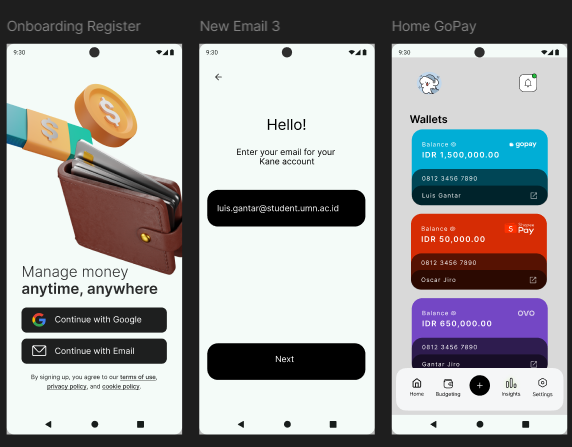 Onboarding Register
9:30
Manage money
anytime, anywhere
Continue with Google
Continue with Email
By signing up, you agree to our terms of use,
privacy policy, and cookie policy.
New Email 3
9:30
Hello!
Enter your email for your
Kane account
luis.gantar@student.umn.ac.id
Next
Home GoPay
9:30
Wallets
Balance
gopay
IDR 1,500,000.00
0812 3456 7890
Luis Gantar
Balance
Pay
IDR 50,000.00
0812 3456 7890
Oscar Jiro
Balance
OVO
IDR 650,000.00
0812 3456 7890
Gantar Jiro
Home
Budgeting
Insights
Settings